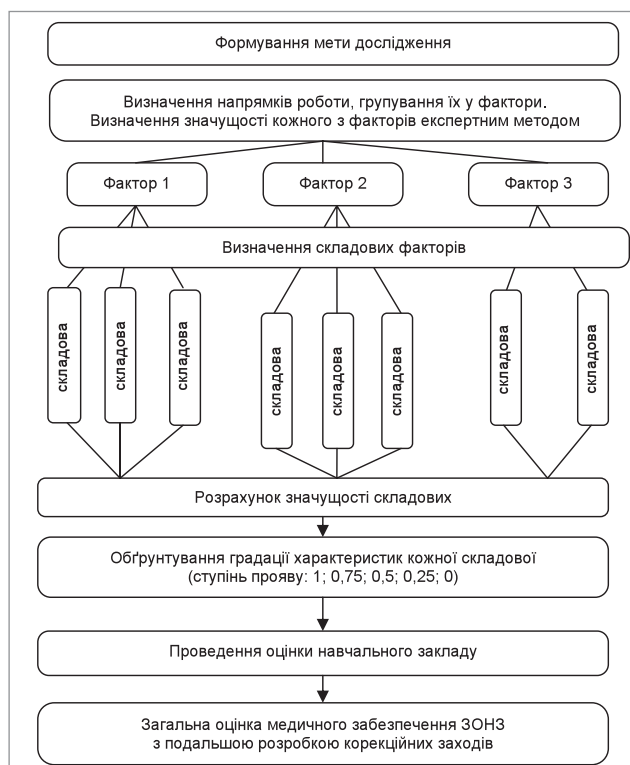 Формування мети дослідження
Визначення напрямків роботи, групування їх у фактори.
Визначення значущості кожного з факторів експертним методом
Фактор 1
Фактор 2
Фактор 3
Визначення складових факторів
складова
складова
складова
складова
складова
складова
складова
складова
Розрахунок значущості складових
Обґрунтування градації характеристик кожної складової
(ступінь прояву: 1; 0,75; 0,5; 0,25; 0)
Проведення оцінки навчального закладу
Загальна оцінка медичного забезпечення ЗОНЗ
з подальшою розробкою корекційних заходів